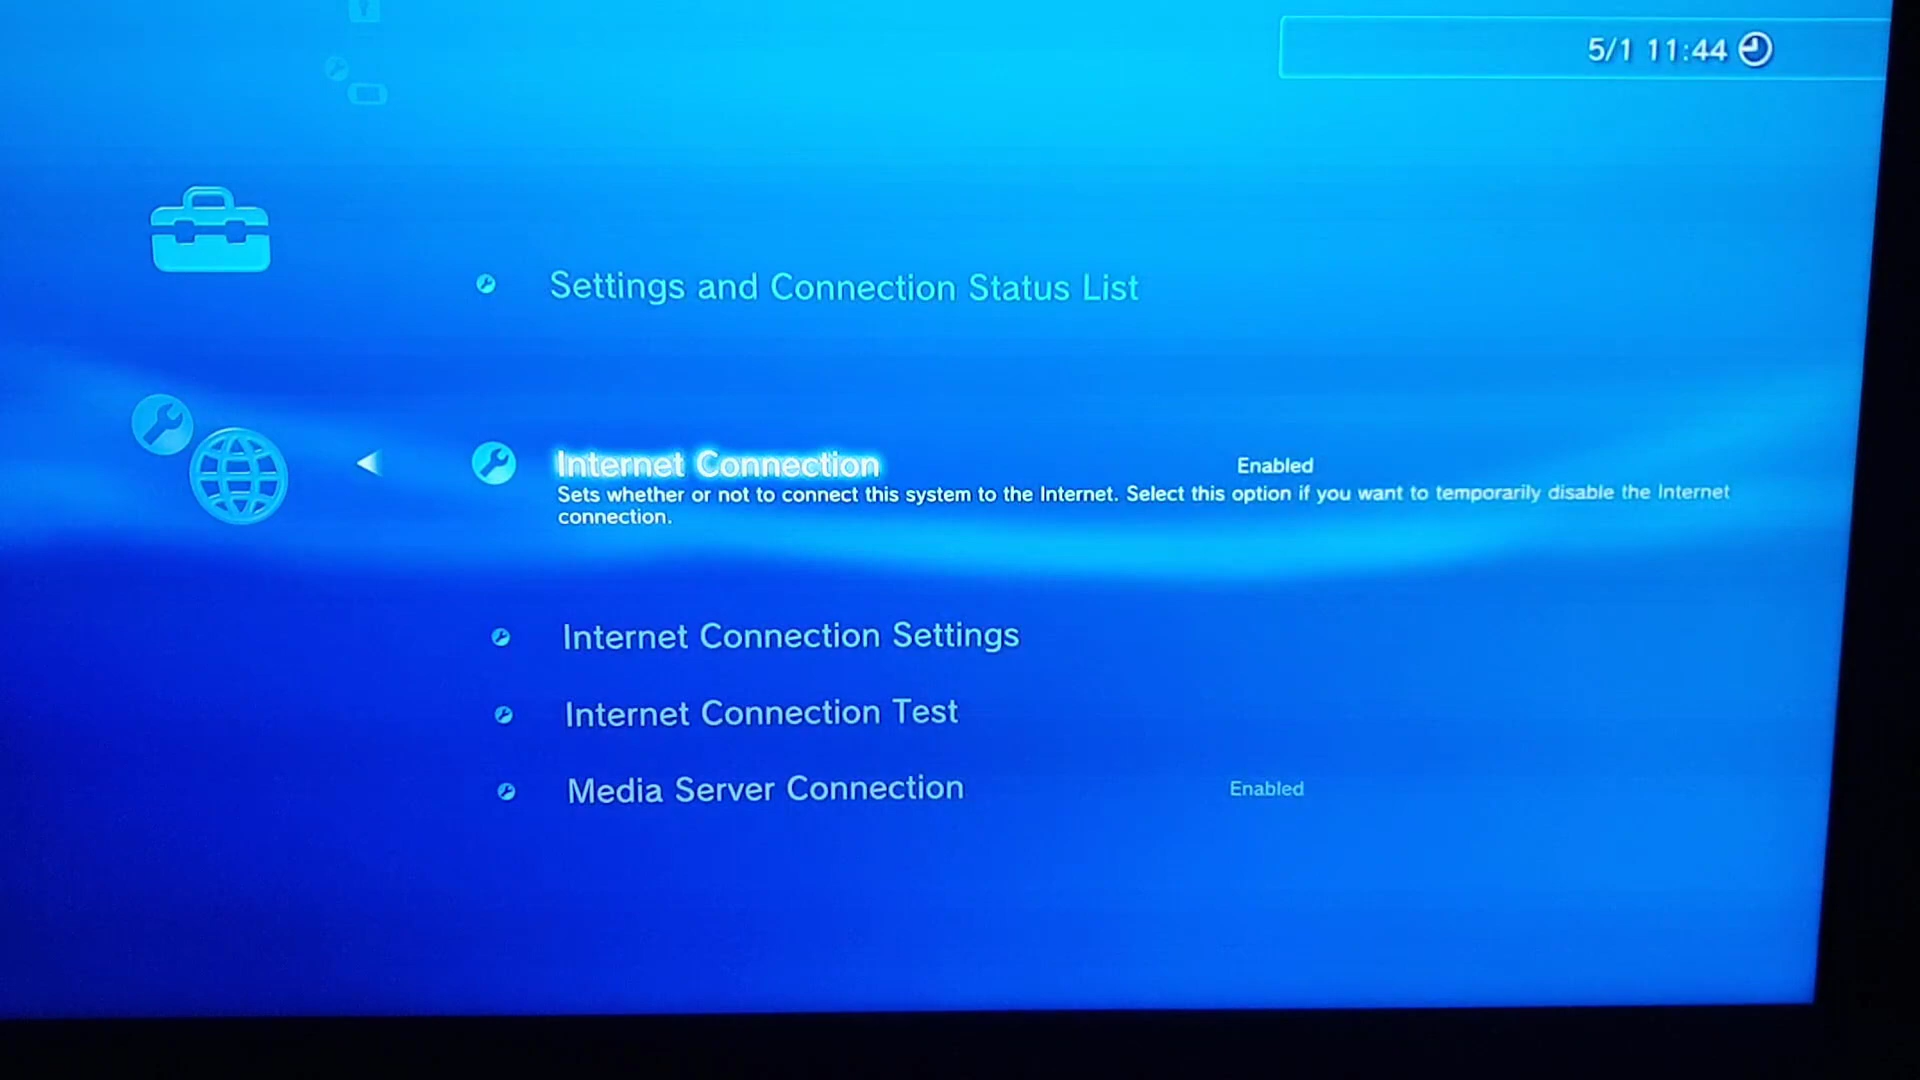 5/1 11:44
Settings and Connection Status List
Internet Connection Enabled
Sets whether or not to connect this system to the Internet. Select this option if you want to temporarily disable the Internet
connection.
Internet Connection Settings
Internet Connection Test
Media Server Connection Enabled